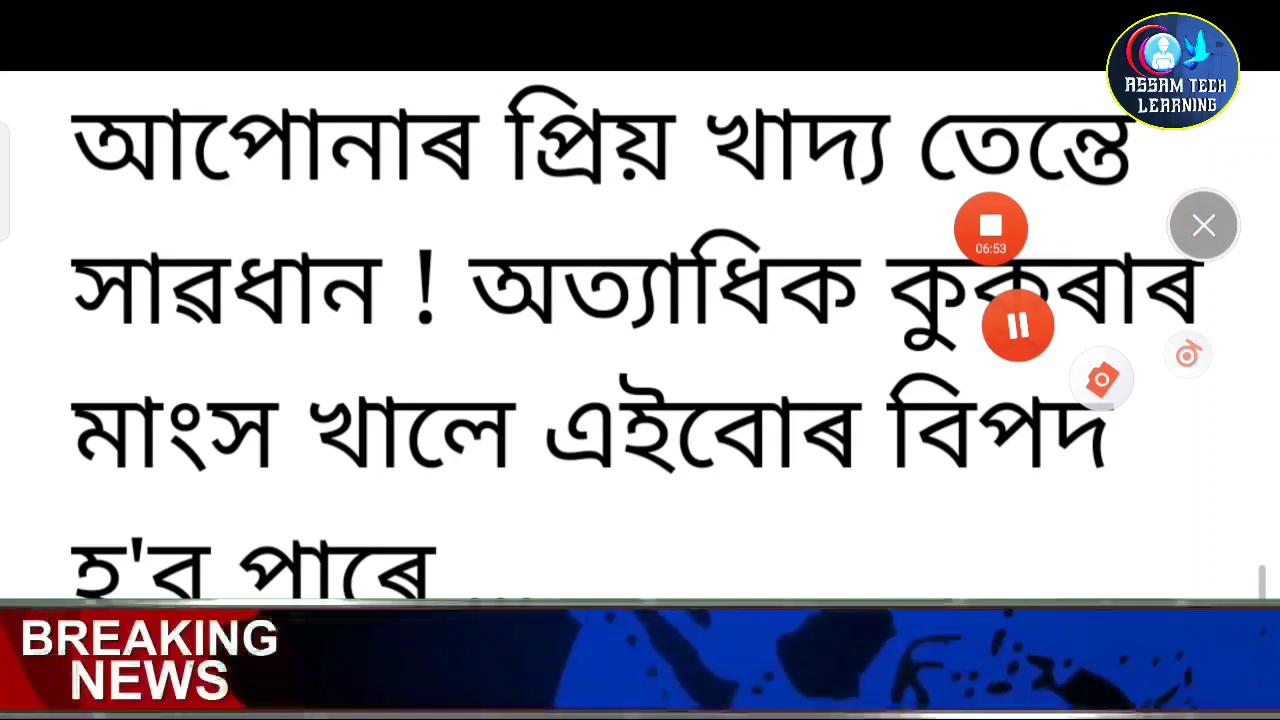 ASSAM TECH
LEARNING
আপোনাৰ প্ৰিয় খাদ্য তেন্তে
সাৱধান ! অত্যাধিক কুকুৰাৰ
06:53
মাংস খালে এইবোৰ বিপদ
হ'ব পাৰে ...
BREAKING
NEWS